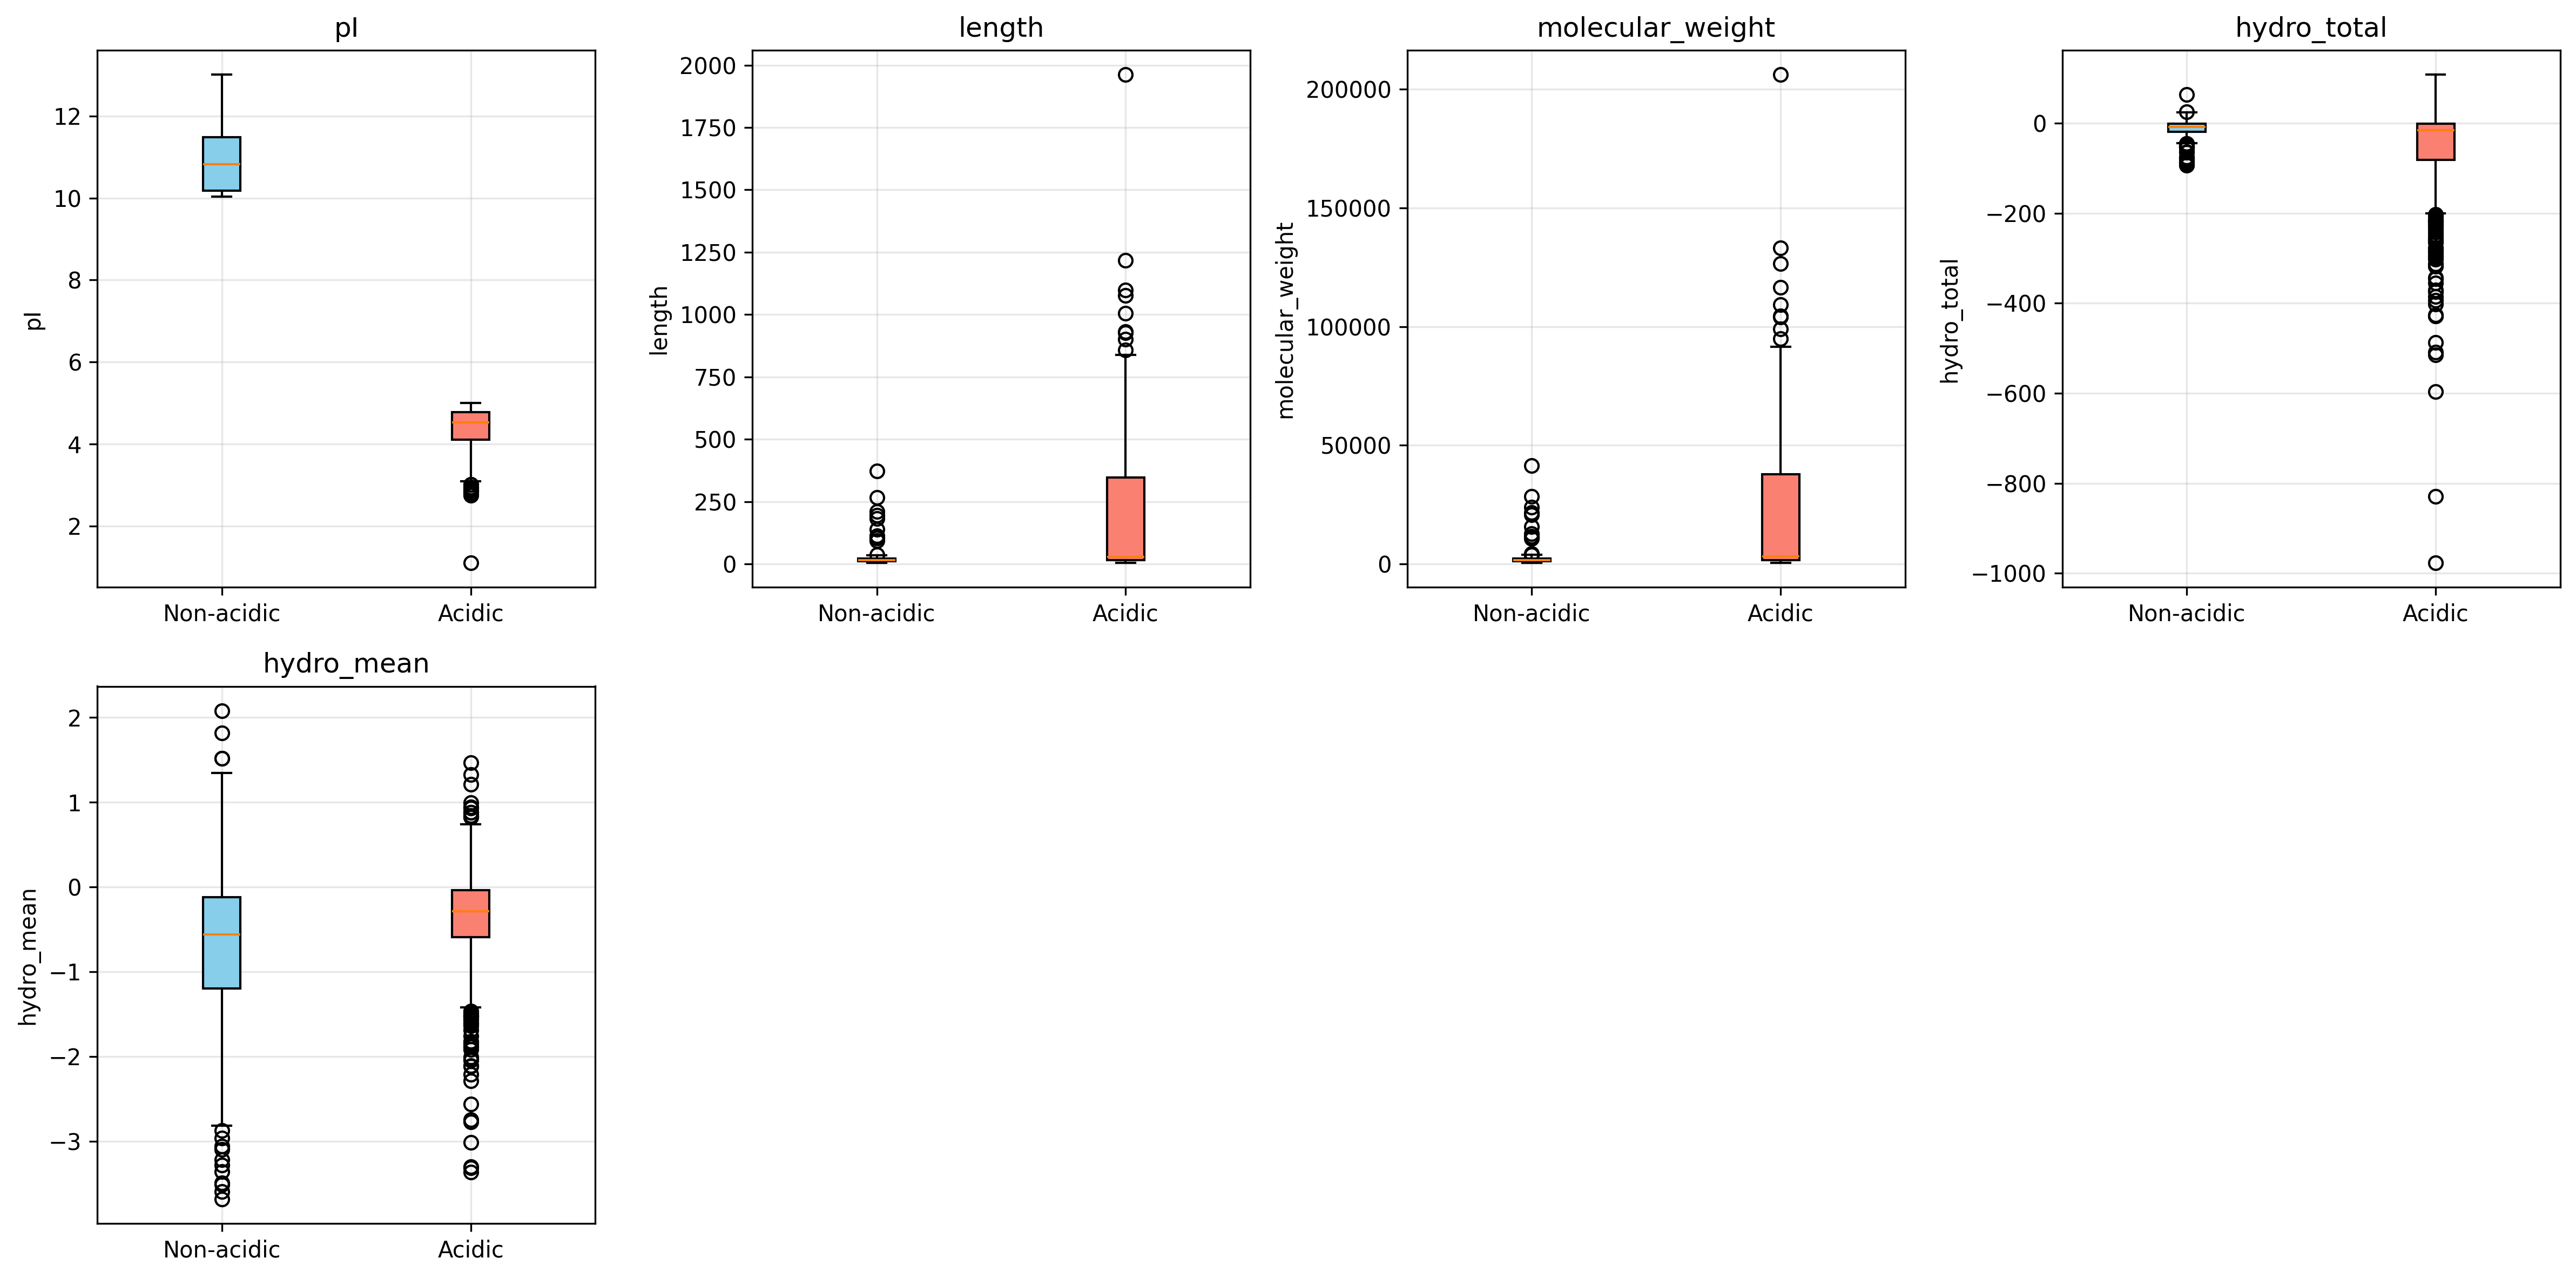 pI
12
10
8
6
4
2
pI
Non-acidic
Acidic
length
2000
1750
1500
1250
1000
750
500
250
0
length
Non-acidic
Acidic
molecular_weight
200000
150000
100000
50000
0
molecular_weight
Non-acidic
Acidic
hydro_total
0
−200
−400
−600
−800
−1000
hydro_total
Non-acidic
Acidic
hydro_mean
2
1
0
−1
−2
−3
hydro_mean
Non-acidic
Acidic